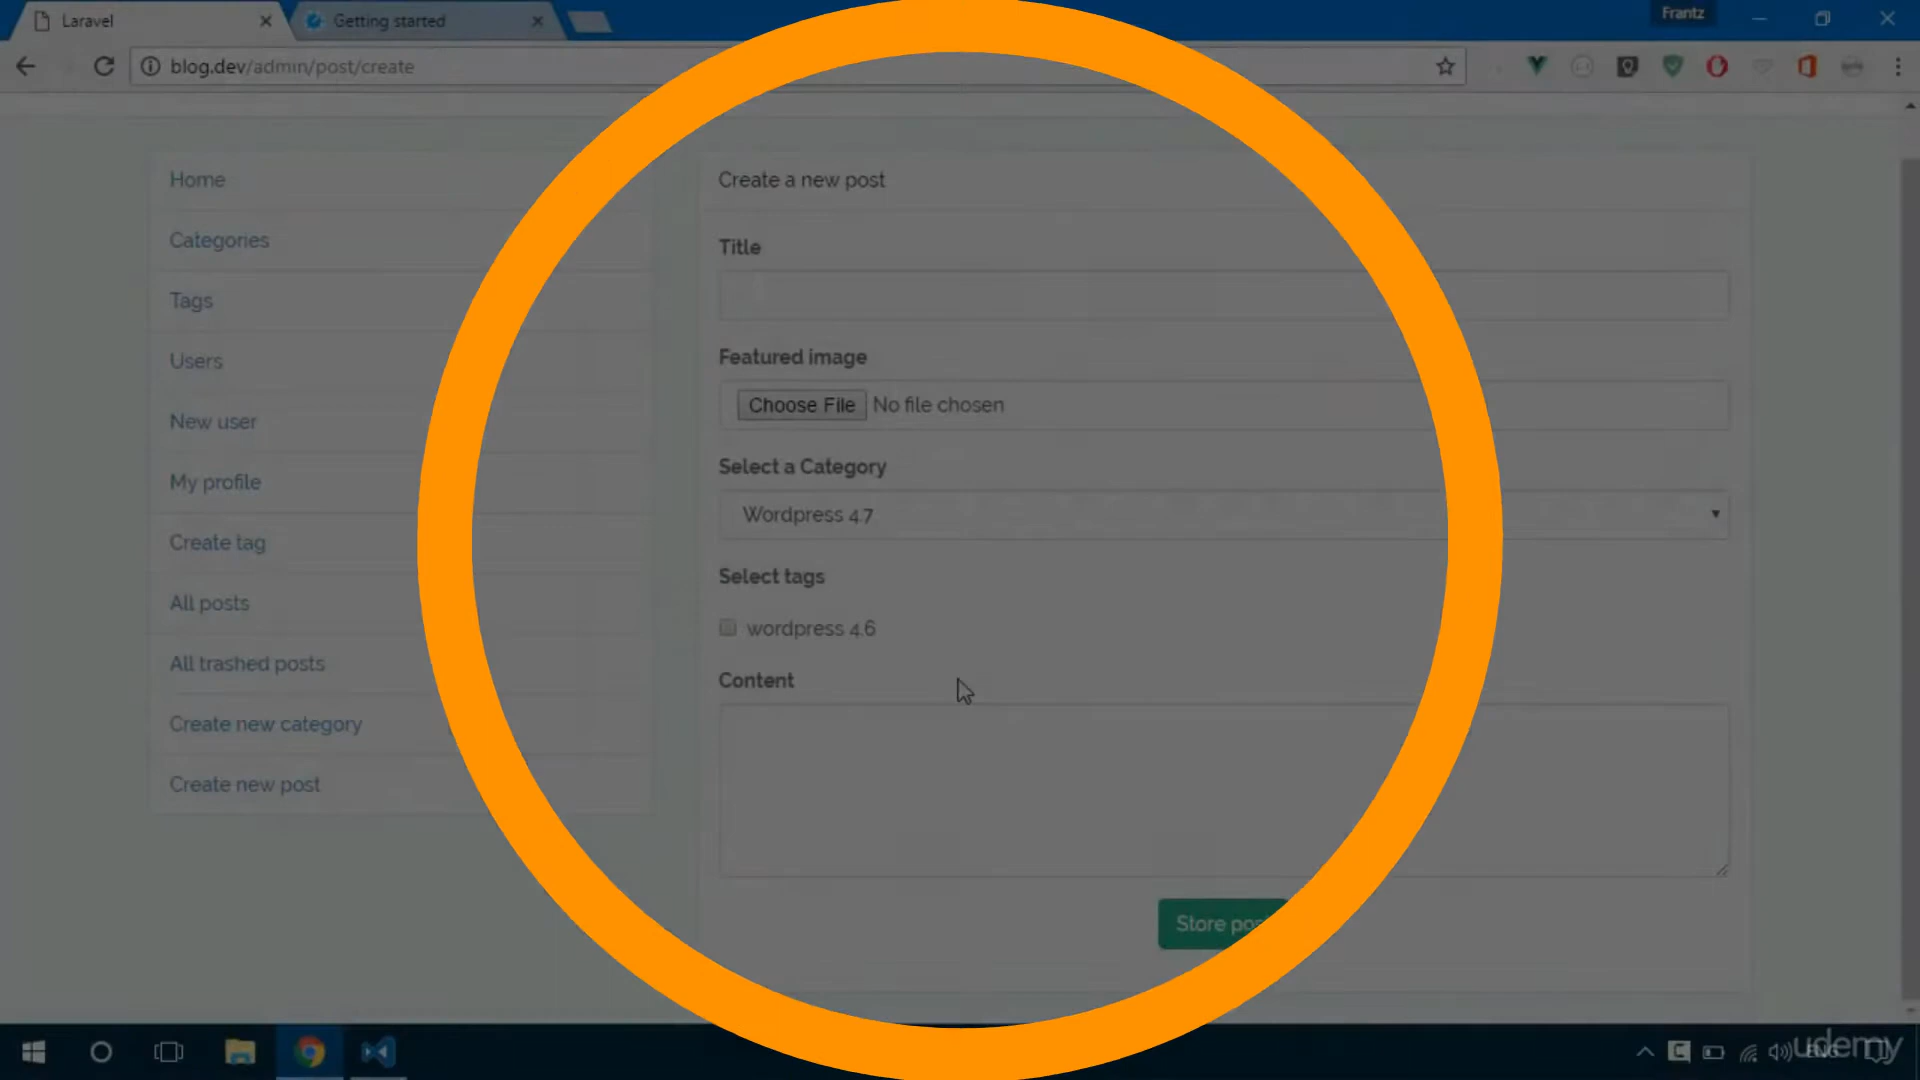 Laravel
Getting started
Frantz
blog.dev/admin/post/create
Home
Categories
Tags
Users
New user
My profile
Create tag
All posts
All trashed posts
Create new category
Create new post
Create a new post
Title
Featured image
Choose File No file chosen
Select a Category
Wordpress 4.7
Select tags
wordpress 4.6
Content
Store
ENG
udemy